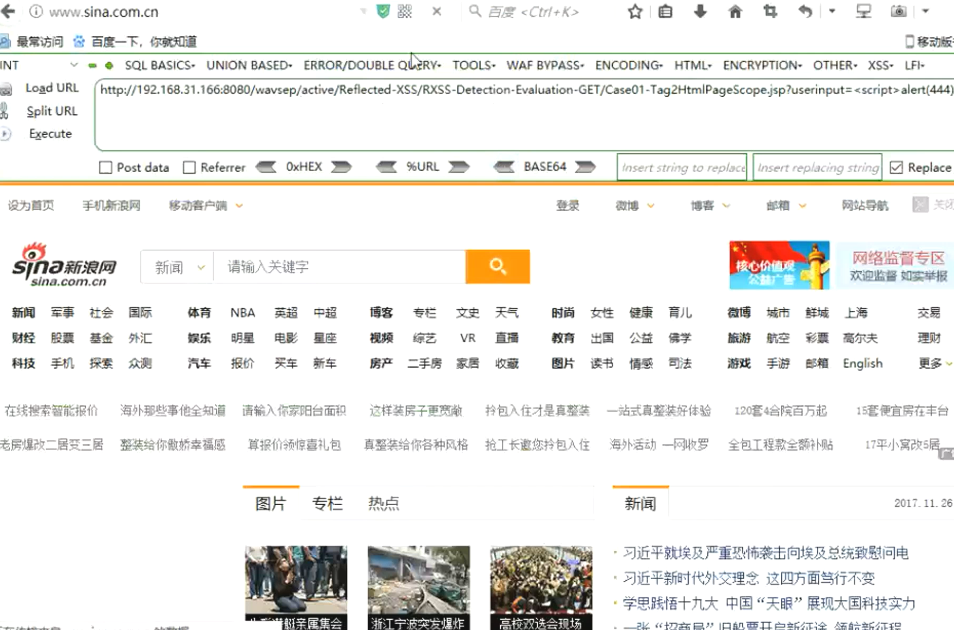 www.sina.com.cn
百度 <Ctrl+K>
最常访问 百度一下，你就知道
移动版
INT SQL BASICS UNION BASED ERROR/DOUBLE QUERY TOOLS WAF BYPASS ENCODING HTML ENCRYPTION OTHER XSS LFI
Load URL
http://192.168.31.166:8080/wavsep/active/Reflected-XSS/RXSS-Detection-Evaluation-GET/Case01-Tag2HtmlPageScope.jsp?userinput=<script>alert(444)
Split URL
Execute
Post data Referrer 0xHEX %URL BASE64 Insert string to replace Insert replacing string Replace
设为首页 手机新浪网 移动客户端 登录 微博 博客 邮箱 网站导航 关闭
sina新浪网
sina.com.cn
新闻 请输入关键字
核心价值观
公益广告
网络监督专区
欢迎监督 如实举报
新闻 军事 社会 国际 体育 NBA 英超 中超 博客 专栏 文史 天气 时尚 女性 健康 育儿 微博 城市 鲜城 上海 交易
财经 股票 基金 外汇 娱乐 明星 电影 星座 视频 综艺 VR 直播 教育 出国 公益 佛学 旅游 航空 彩票 高尔夫 理财
科技 手机 探索 众测 汽车 报价 买车 新车 房产 二手房 家居 收藏 图片 读书 情感 司法 游戏 手游 邮箱 English 更多
在线搜索智能报价 海外那些事他全知道 请输入你家阳台面积 这样装房子更宽敞 拎包入住才是真整装 一站式真整装好体验 120套4合院百万起 15套便宜房在丰台
老房爆改二居变三居 整装给你傲娇幸福感 算报价领惊喜礼包 真整装给你各种风格 抢工长邀您拎包入住 海外活动 一网收罗 全包工程款全额补贴 17平小窝改5居
图片 专栏 热点 新闻 2017.11.26
习近平就埃及严重恐怖袭击向埃及总统致慰问电
习近平新时代外交理念 这四方面笃行不变
学思践悟十九大 中国“天眼”展现大国科技实力
浙江宁波突发爆炸 高校双选会现场